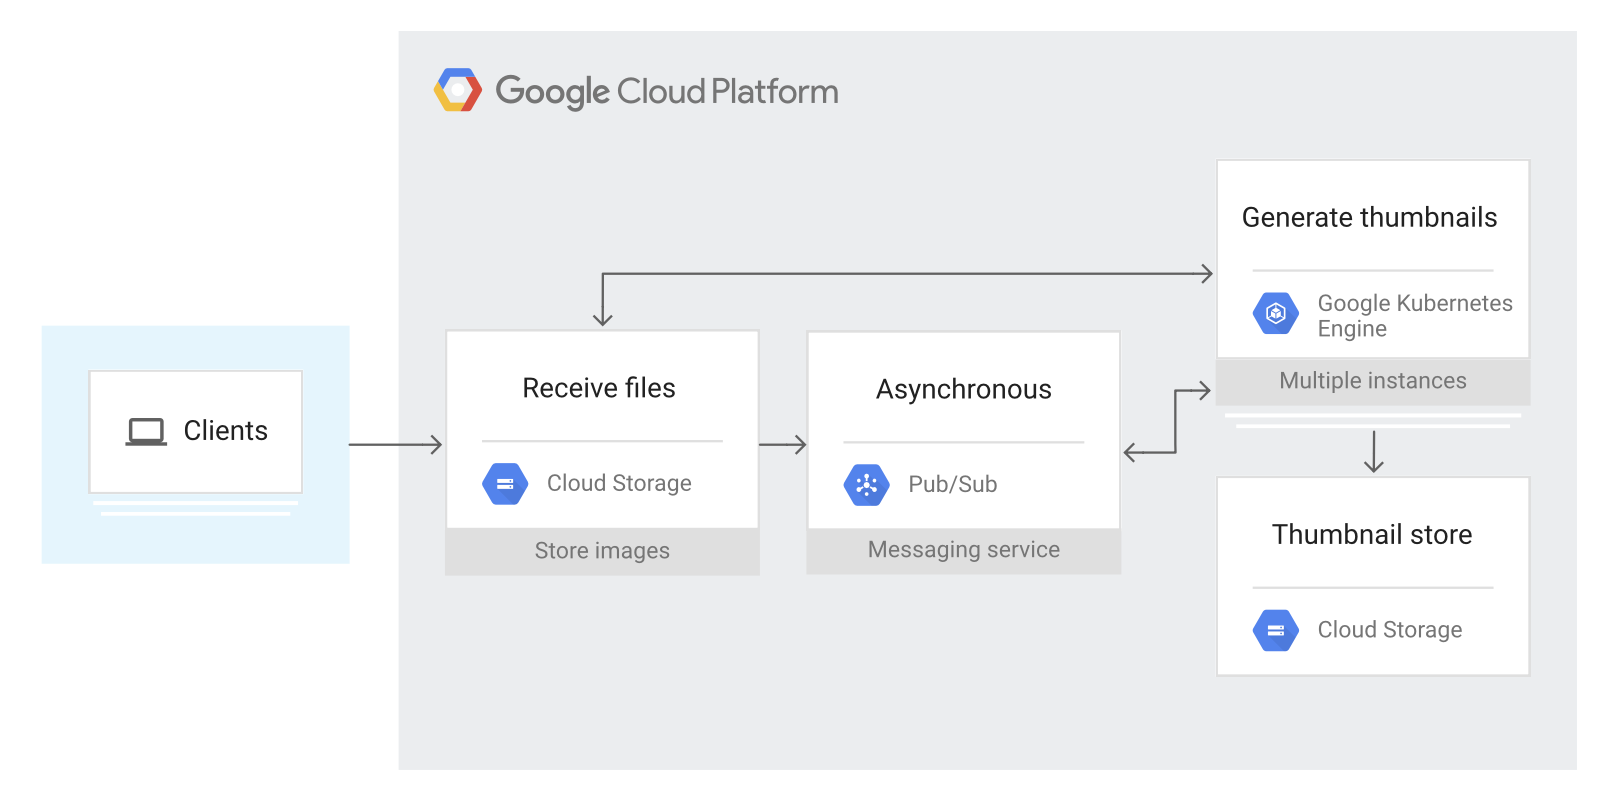 Google Cloud Platform
Clients
Receive files
Cloud Storage
Store images
Asynchronous
Pub/Sub
Messaging service
Generate thumbnails
Google Kubernetes
Engine
Multiple instances
Thumbnail store
Cloud Storage